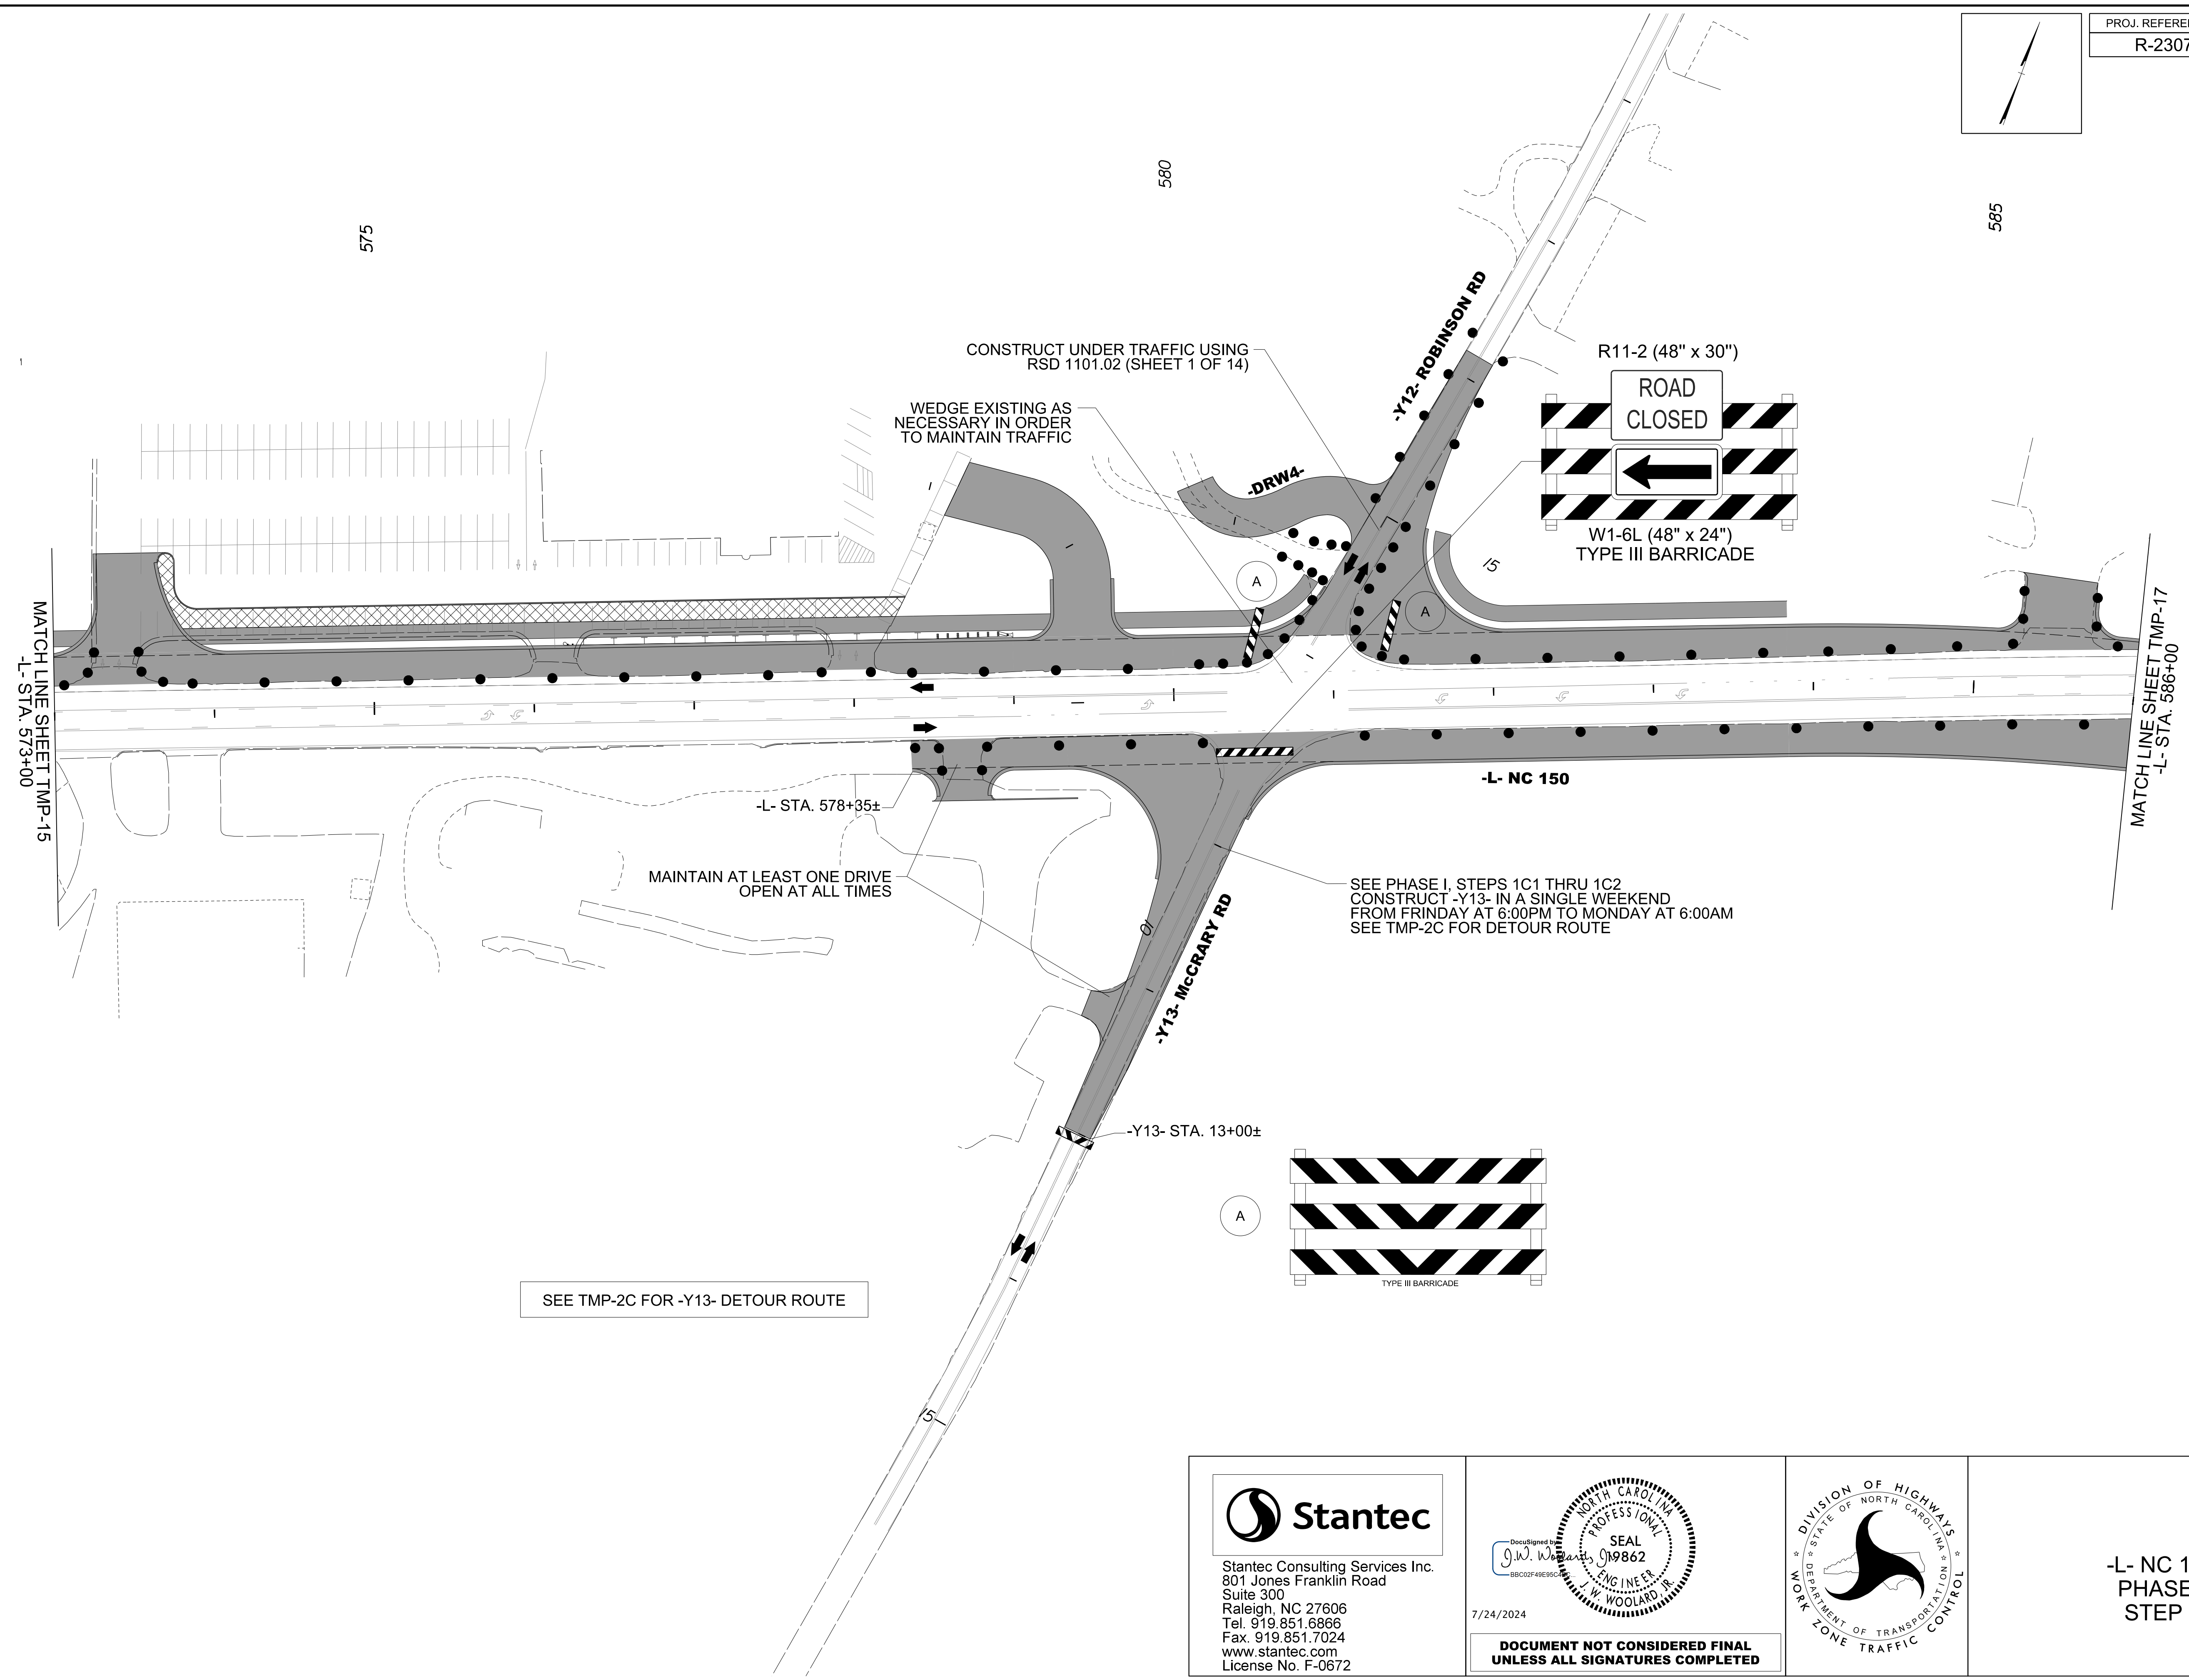 PROJ. REFERE
R-2307
580
575
585
1
-Y12- ROBINSON RD
CONSTRUCT UNDER TRAFFIC USING
RSD 1101.02 (SHEET 1 OF 14)
R11-2 (48" x 30")
ROAD
CLOSED
W1-6L (48" x 24")
TYPE III BARRICADE
WEDGE EXISTING AS
NECESSARY IN ORDER
TO MAINTAIN TRAFFIC
-DRW4-
15
A
A
MATCH LINE SHEET TMP-15
-L- STA. 573+00
MATCH LINE SHEET TMP-17
-L- STA. 586+00
-L- NC 150
-L- STA. 578+35±
MAINTAIN AT LEAST ONE DRIVE
OPEN AT ALL TIMES
SEE PHASE I, STEPS 1C1 THRU 1C2
CONSTRUCT -Y13- IN A SINGLE WEEKEND
FROM FRINDAY AT 6:00PM TO MONDAY AT 6:00AM
SEE TMP-2C FOR DETOUR ROUTE
10
-Y13- McCRARY RD
-Y13- STA. 13+00±
A
TYPE III BARRICADE
SEE TMP-2C FOR -Y13- DETOUR ROUTE
15
Stantec
Stantec Consulting Services Inc.
801 Jones Franklin Road
Suite 300
Raleigh, NC 27606
Tel. 919.851.6866
Fax. 919.851.7024
www.stantec.com
License No. F-0672
NORTH CAROLINA
PROFESSIONAL
SEAL
19862
ENGINEER
J. W. WOOLARD, JR.
DocuSigned by
J.W. Woolard, Jr.
7/24/2024
DOCUMENT NOT CONSIDERED FINAL
UNLESS ALL SIGNATURES COMPLETED
DIVISION OF HIGHWAYS
STATE OF NORTH CAROLINA
DEPARTMENT OF TRANSPORTATION
WORK ZONE TRAFFIC CONTROL
-L- NC 1
PHASE
STEP